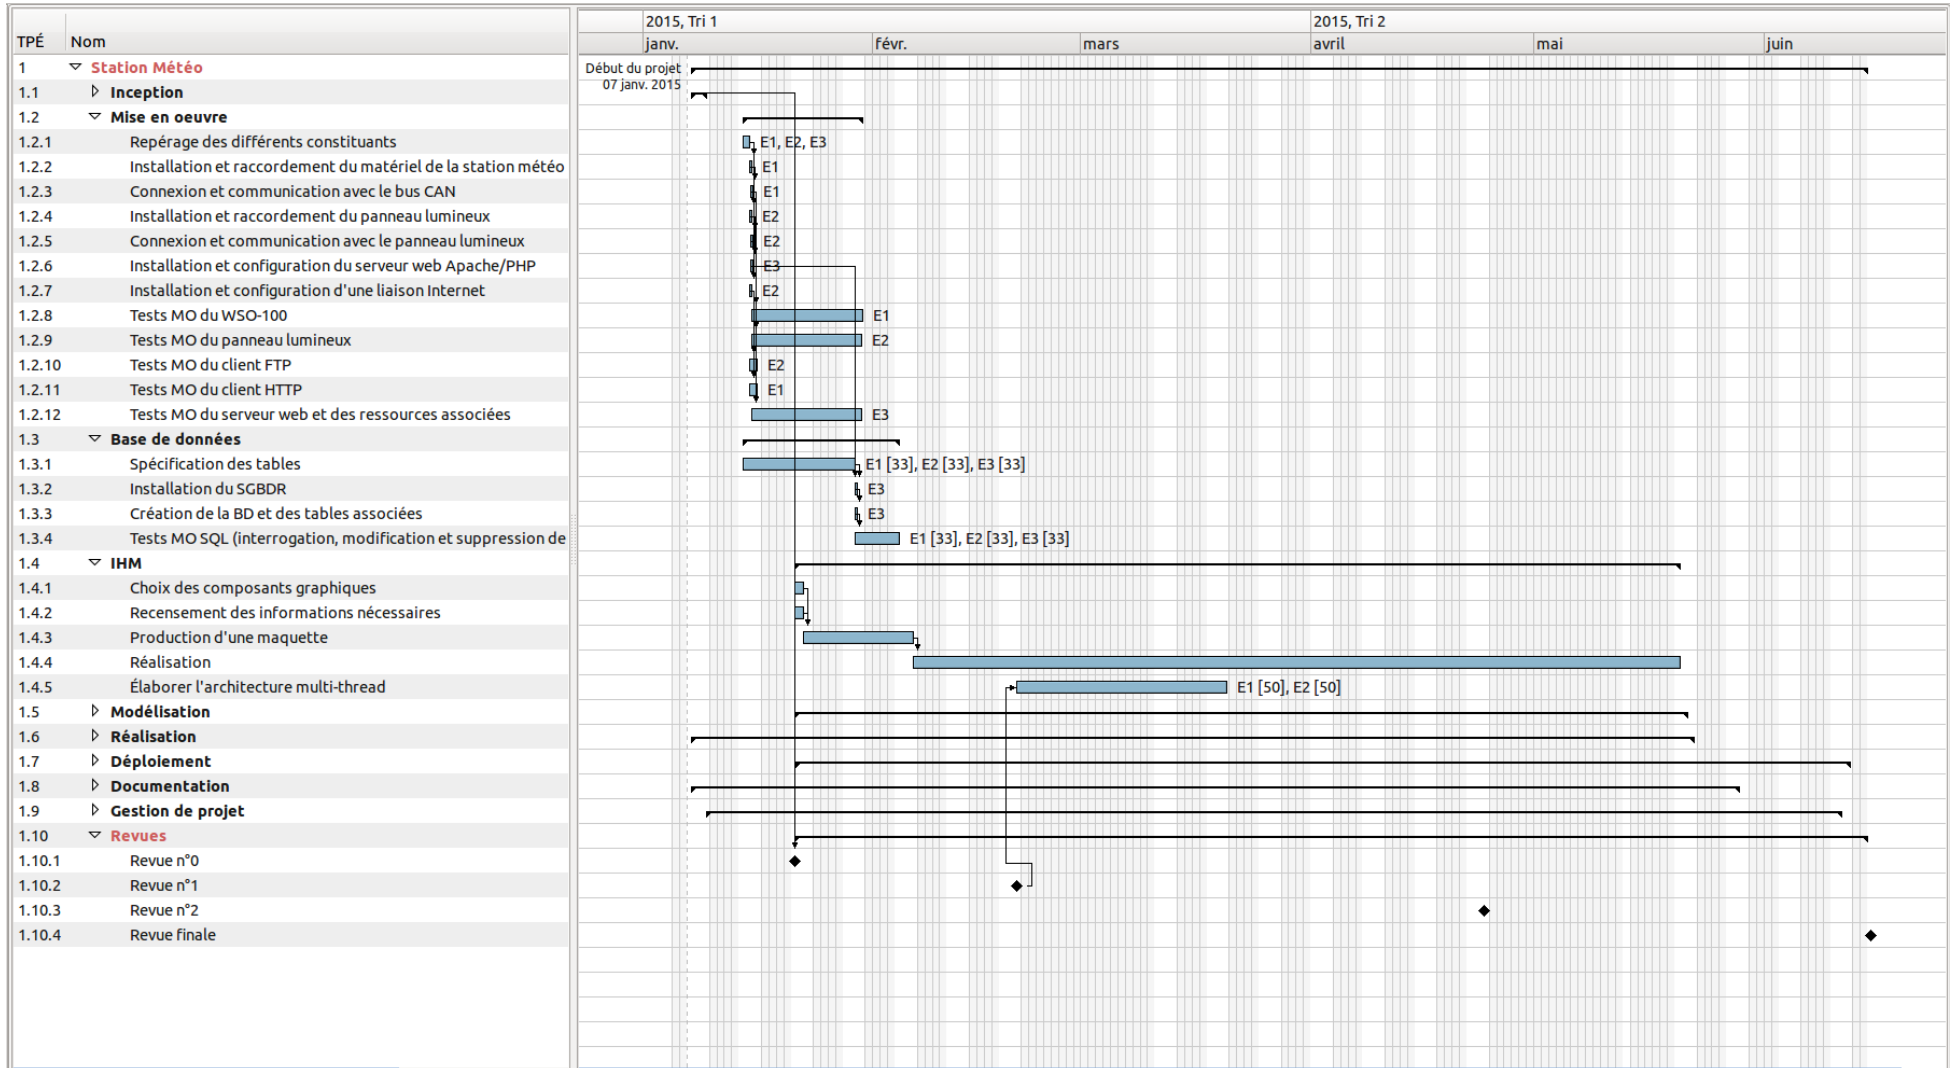 2015, Tri 1 2015, Tri 2
TPÉ Nom janv. févr. mars avril mai juin
1 Station Météo Début du projet
07 janv. 2015
1.1 Inception
1.2 Mise en oeuvre
1.2.1 Repérage des différents constituants E1, E2, E3
1.2.2 Installation et raccordement du matériel de la station météo E1
1.2.3 Connexion et communication avec le bus CAN E1
1.2.4 Installation et raccordement du panneau lumineux E2
1.2.5 Connexion et communication avec le panneau lumineux E2
1.2.6 Installation et configuration du serveur web Apache/PHP E3
1.2.7 Installation et configuration d'une liaison Internet E2
1.2.8 Tests MO du WSO-100 E1
1.2.9 Tests MO du panneau lumineux E2
1.2.10 Tests MO du client FTP E2
1.2.11 Tests MO du client HTTP E1
1.2.12 Tests MO du serveur web et des ressources associées E3
1.3 Base de données
1.3.1 Spécification des tables E1 [33], E2 [33], E3 [33]
1.3.2 Installation du SGBDR E3
1.3.3 Création de la BD et des tables associées E3
1.3.4 Tests MO SQL (interrogation, modification et suppression de E1 [33], E2 [33], E3 [33]
1.4 IHM
1.4.1 Choix des composants graphiques
1.4.2 Recensement des informations nécessaires
1.4.3 Production d'une maquette
1.4.4 Réalisation
1.4.5 Élaborer l'architecture multi-thread E1 [50], E2 [50]
1.5 Modélisation
1.6 Réalisation
1.7 Déploiement
1.8 Documentation
1.9 Gestion de projet
1.10 Revues
1.10.1 Revue n°0
1.10.2 Revue n°1
1.10.3 Revue n°2
1.10.4 Revue finale